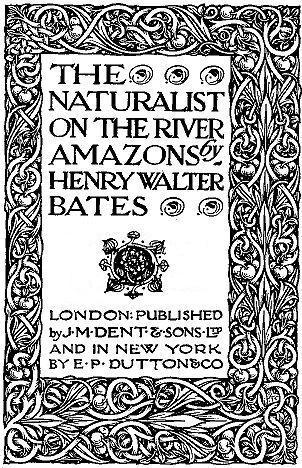 THE
NATURALIST
ON THE RIVER
AMAZONS by
HENRY WALTER
BATES
LONDON: PUBLISHED
by J. M. DENT & SONS LTD
AND IN NEW YORK
BY E. P. DUTTON & CO